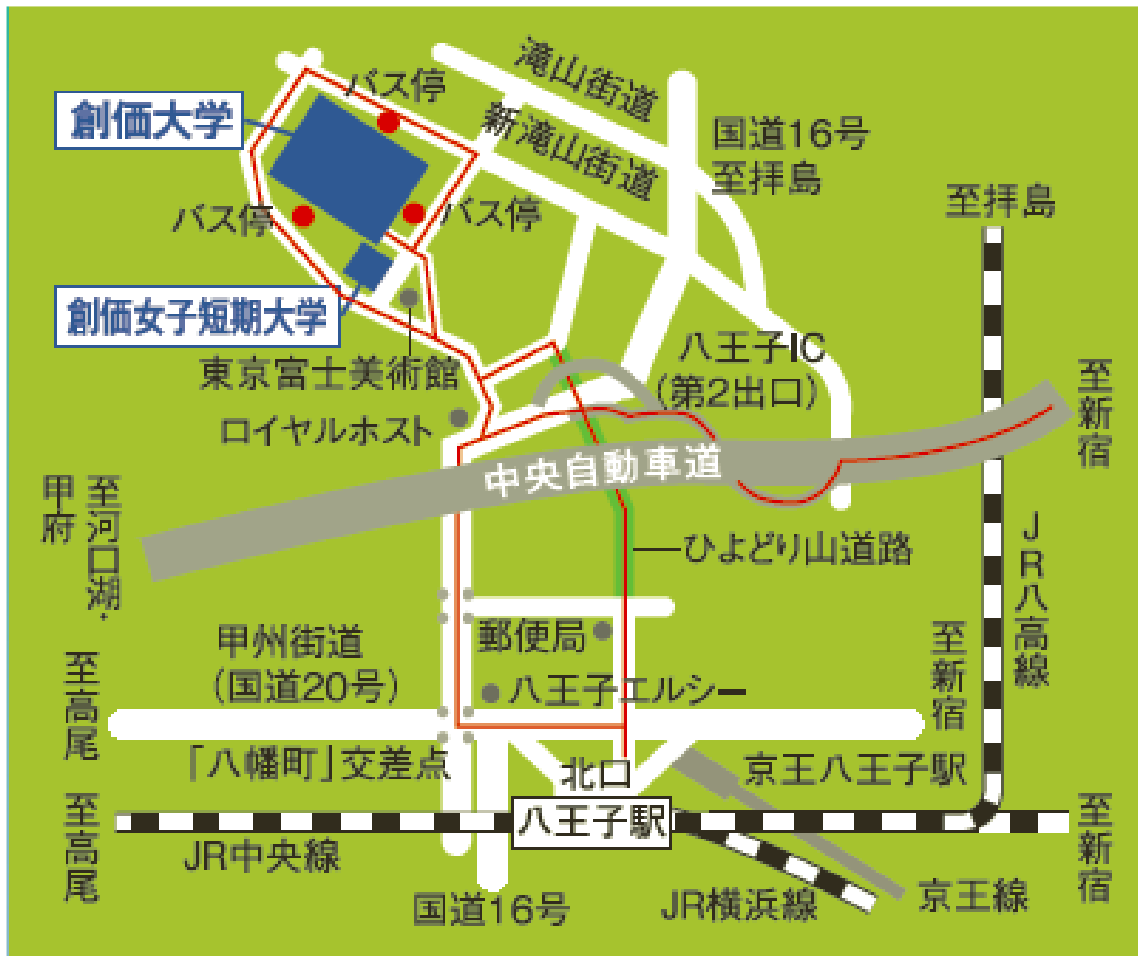 滝山街道
バス停
創価大学
新滝山街道
国道16号
至拝島
至拝島
バス停
バス停
創価女子短期大学
八王子IC
(第2出口)
東京富士美術館
至新宿
ロイヤルホスト
中央自動車道
至河口湖・
甲府
ひよどり山道路
JR八高線
郵便局
甲州街道
(国道20号)
至新宿
至高尾
八王子エルシー
「八幡町」交差点
北口
京王八王子駅
至高尾
八王子駅
至新宿
JR中央線
国道16号
JR横浜線
京王線